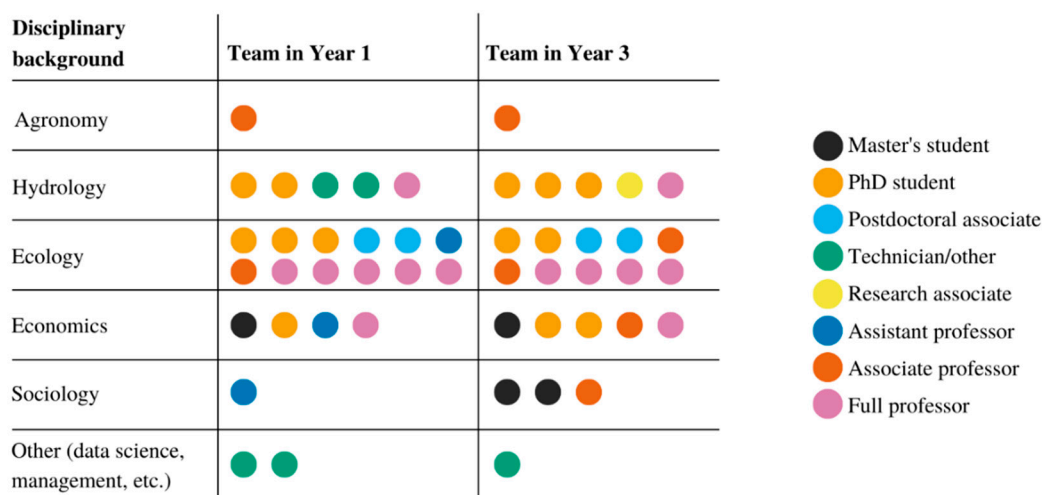 Disciplinary
background
Team in Year 1
Team in Year 3
Agronomy
Hydrology
Ecology
Economics
Sociology
Other (data science,
management, etc.)
Master's student
PhD student
Postdoctoral associate
Technician/other
Research associate
Assistant professor
Associate professor
Full professor